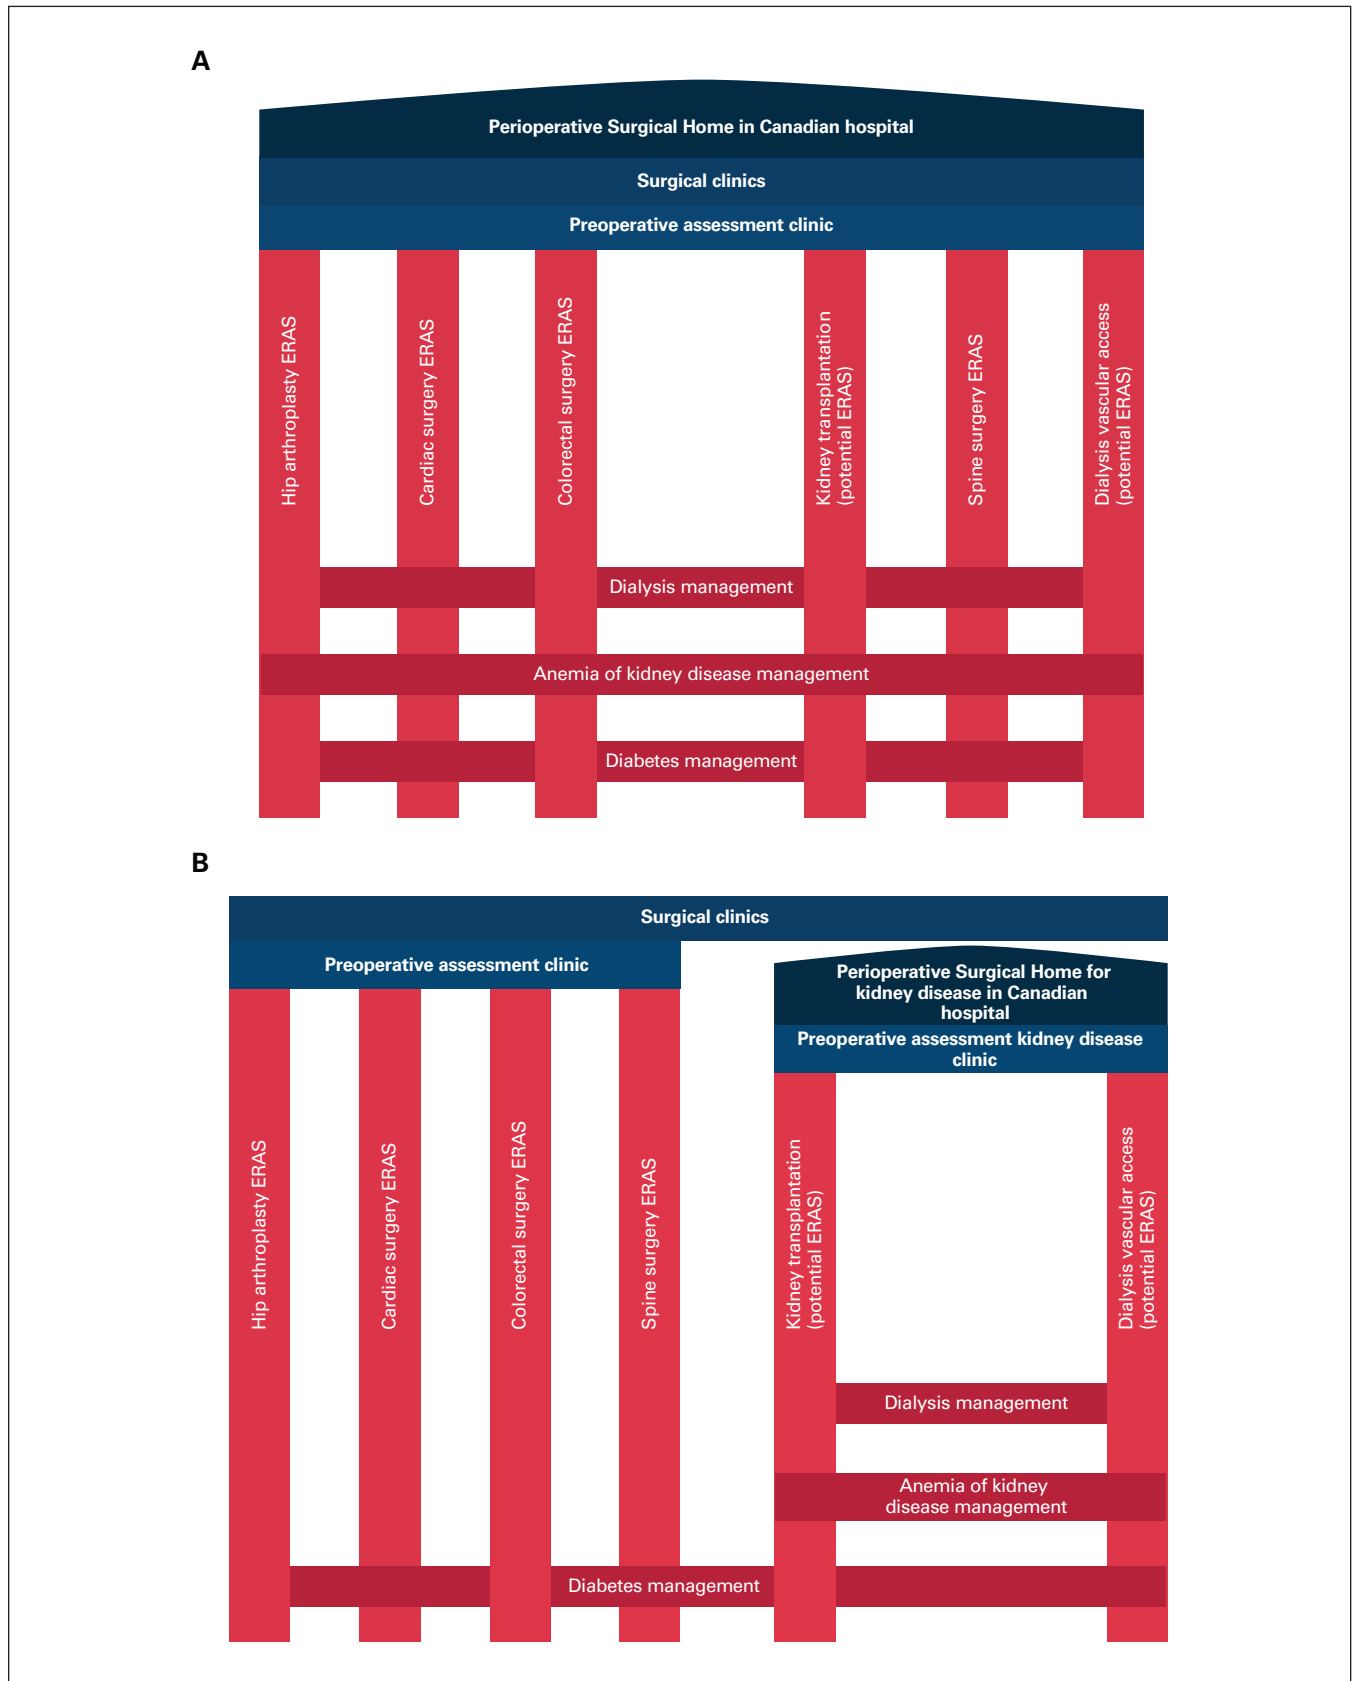 A
Perioperative Surgical Home in Canadian hospital
Surgical clinics
Preoperative assessment clinic
Hip arthroplasty ERAS
Cardiac surgery ERAS
Colorectal surgery ERAS
Kidney transplantation
(potential ERAS)
Spine surgery ERAS
Dialysis vascular access
(potential ERAS)
Dialysis management
Anemia of kidney disease management
Diabetes management
B
Surgical clinics
Preoperative assessment clinic
Perioperative Surgical Home for
kidney disease in Canadian
hospital
Preoperative assessment kidney disease
clinic
Hip arthroplasty ERAS
Cardiac surgery ERAS
Colorectal surgery ERAS
Spine surgery ERAS
Kidney transplantation
(potential ERAS)
Dialysis vascular access
(potential ERAS)
Dialysis management
Anemia of kidney
disease management
Diabetes management